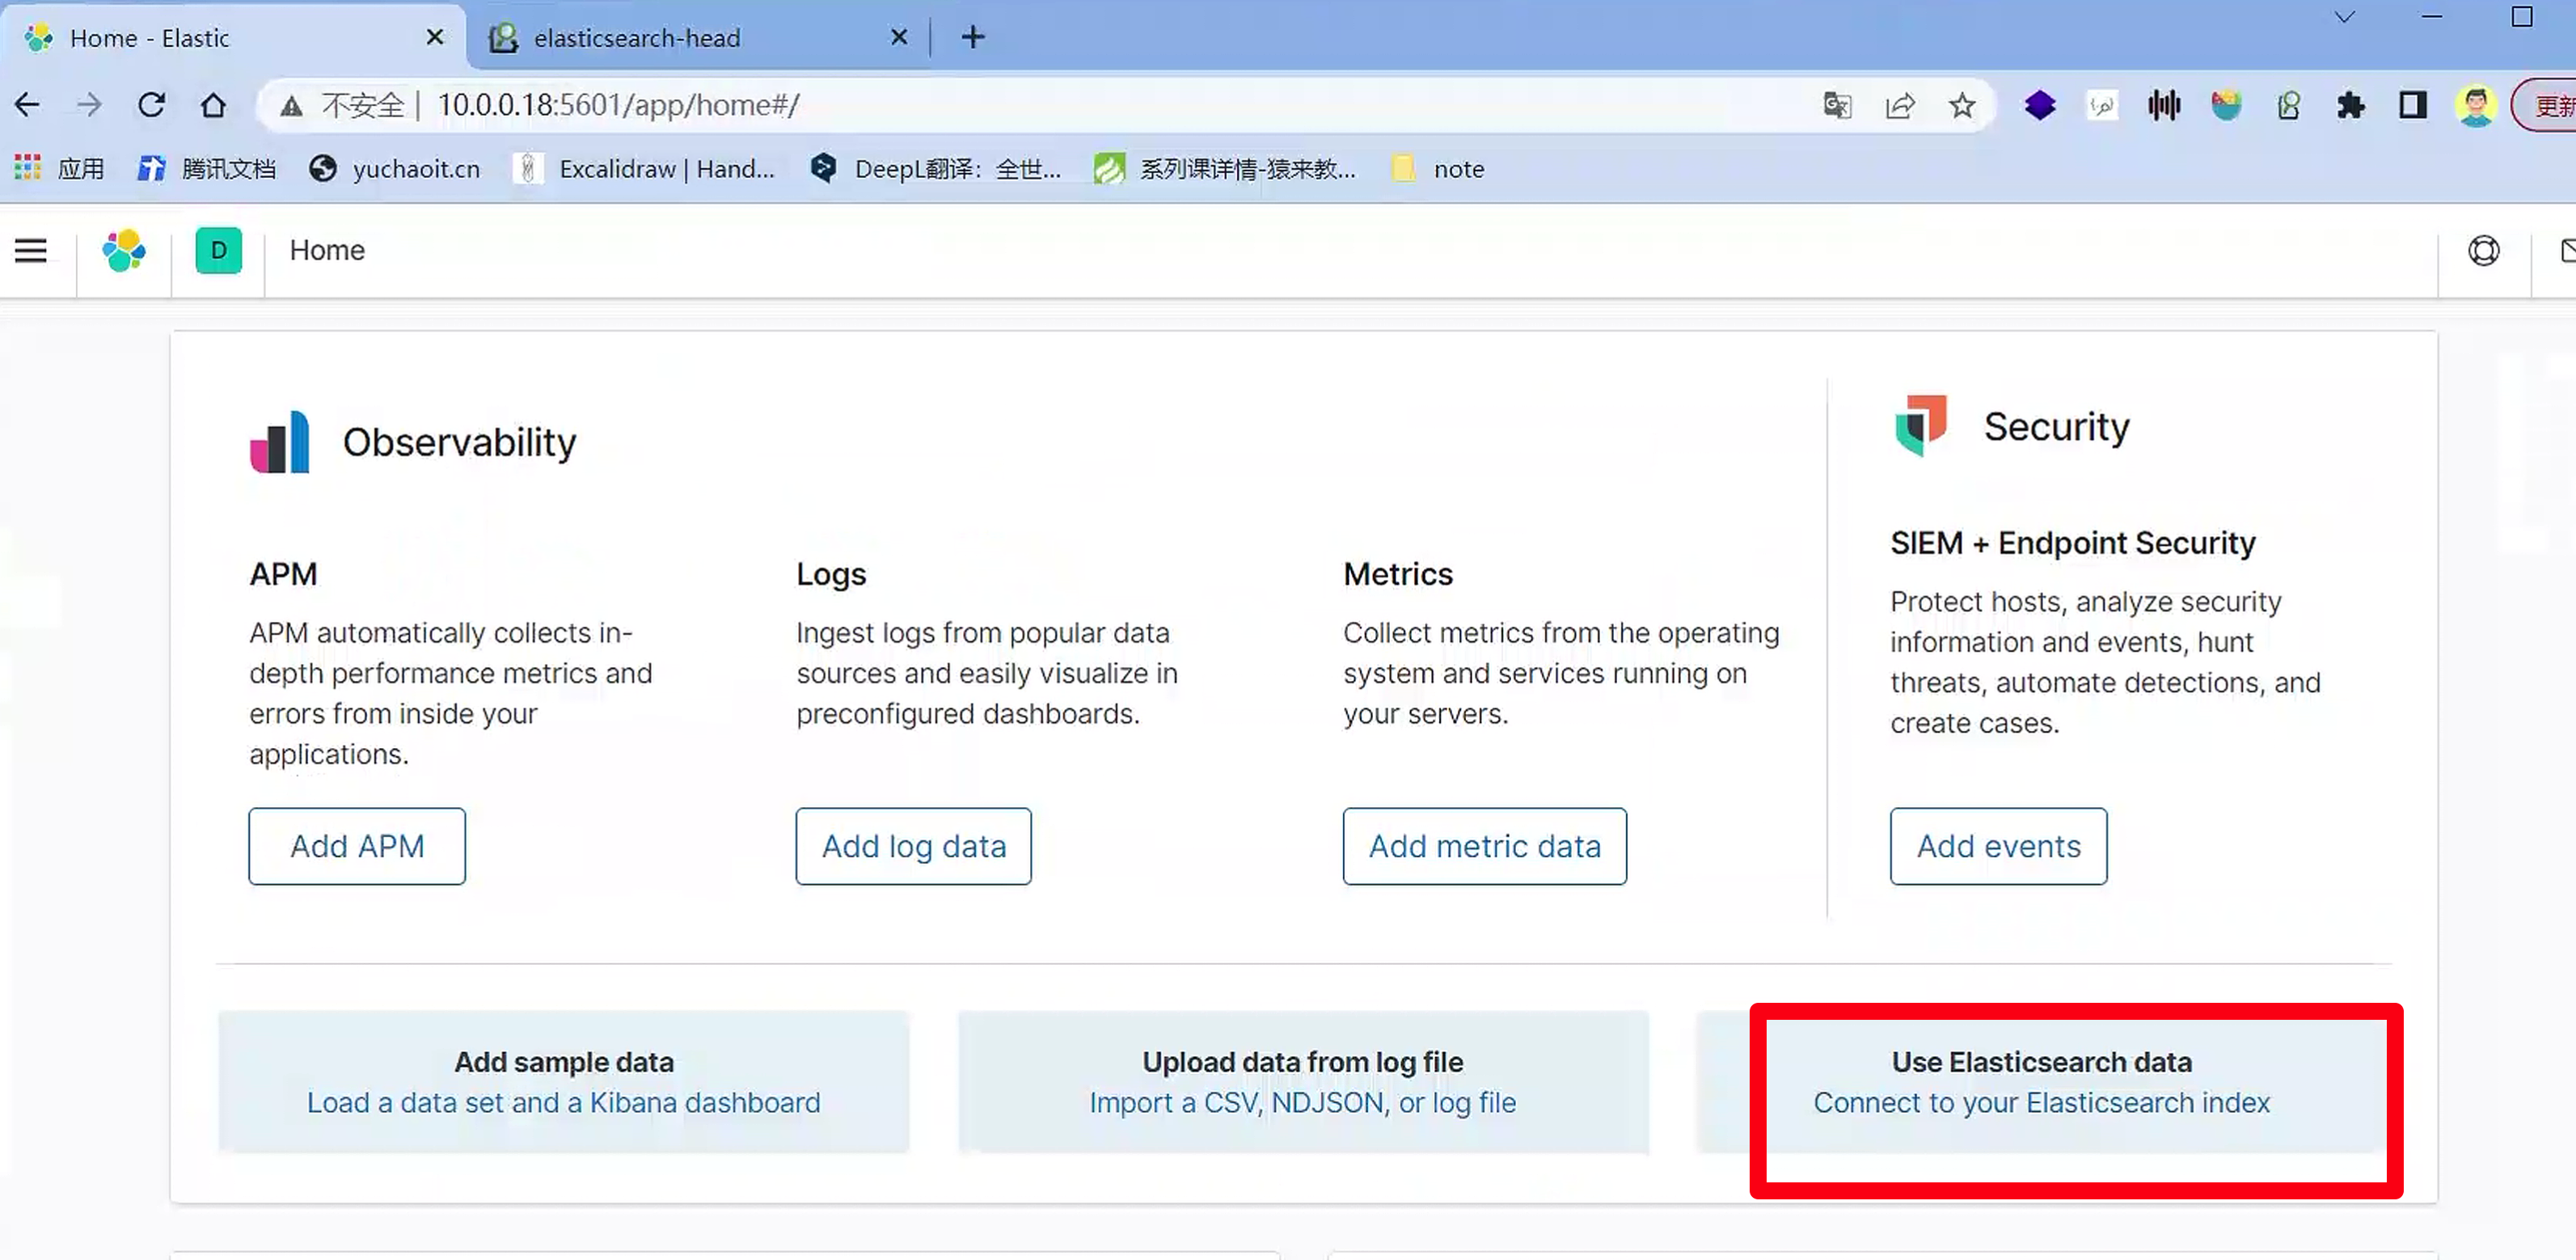 Home - Elastic
elasticsearch-head
不安全 | 10.0.0.18:5601/app/home#/
更新
应用
腾讯文档
yuchaoit.cn
Excalidraw | Hand...
DeepL翻译：全世...
系列课详情-猿来教...
note
D
Home
Observability
APM
APM automatically collects in-
depth performance metrics and
errors from inside your
applications.
Add APM
Logs
Ingest logs from popular data
sources and easily visualize in
preconfigured dashboards.
Add log data
Metrics
Collect metrics from the operating
system and services running on
your servers.
Add metric data
Security
SIEM + Endpoint Security
Protect hosts, analyze security
information and events, hunt
threats, automate detections, and
create cases.
Add events
Add sample data
Load a data set and a Kibana dashboard
Upload data from log file
Import a CSV, NDJSON, or log file
Use Elasticsearch data
Connect to your Elasticsearch index